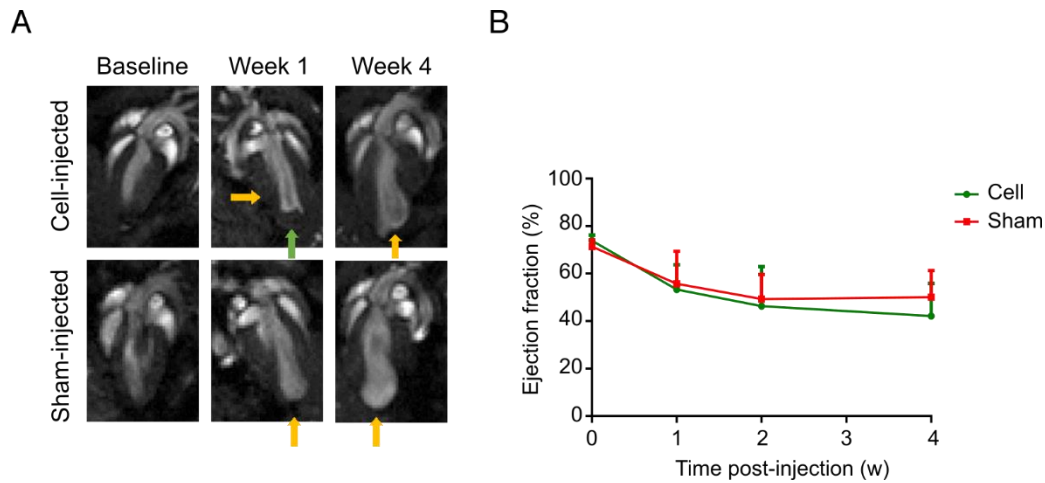 A
Baseline Week 1 Week 4
Cell-injected
Sham-injected
B
100
80
60
40
20
0
Ejection fraction (%)
0 1 2 3 4
Time post-injection (w)
Cell
Sham